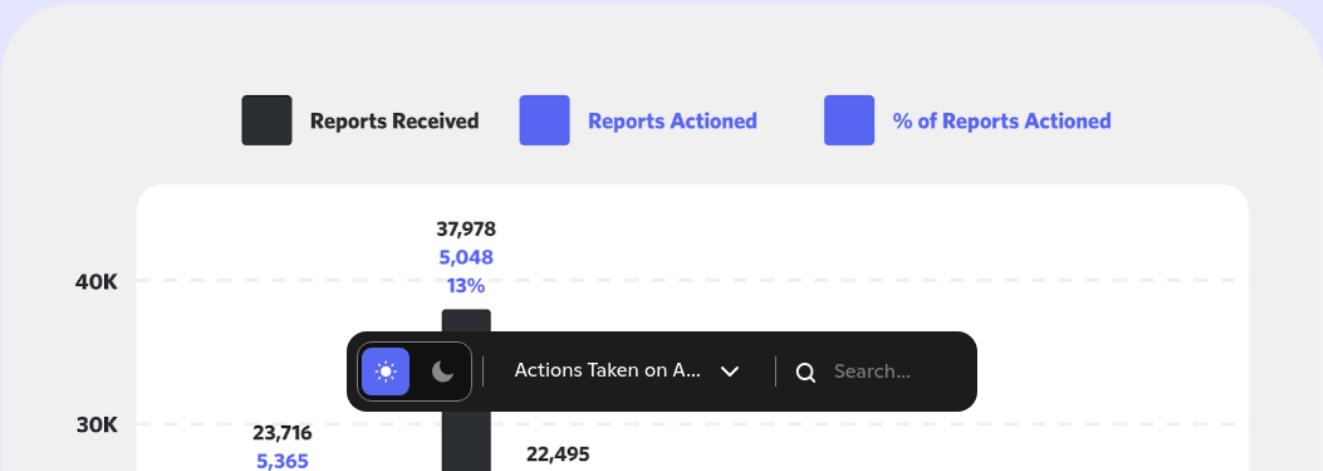 Reports Received
Reports Actioned
% of Reports Actioned
37,978
5,048
13%
40K
Actions Taken on A...
Search...
30K
23,716
5,365
22,495